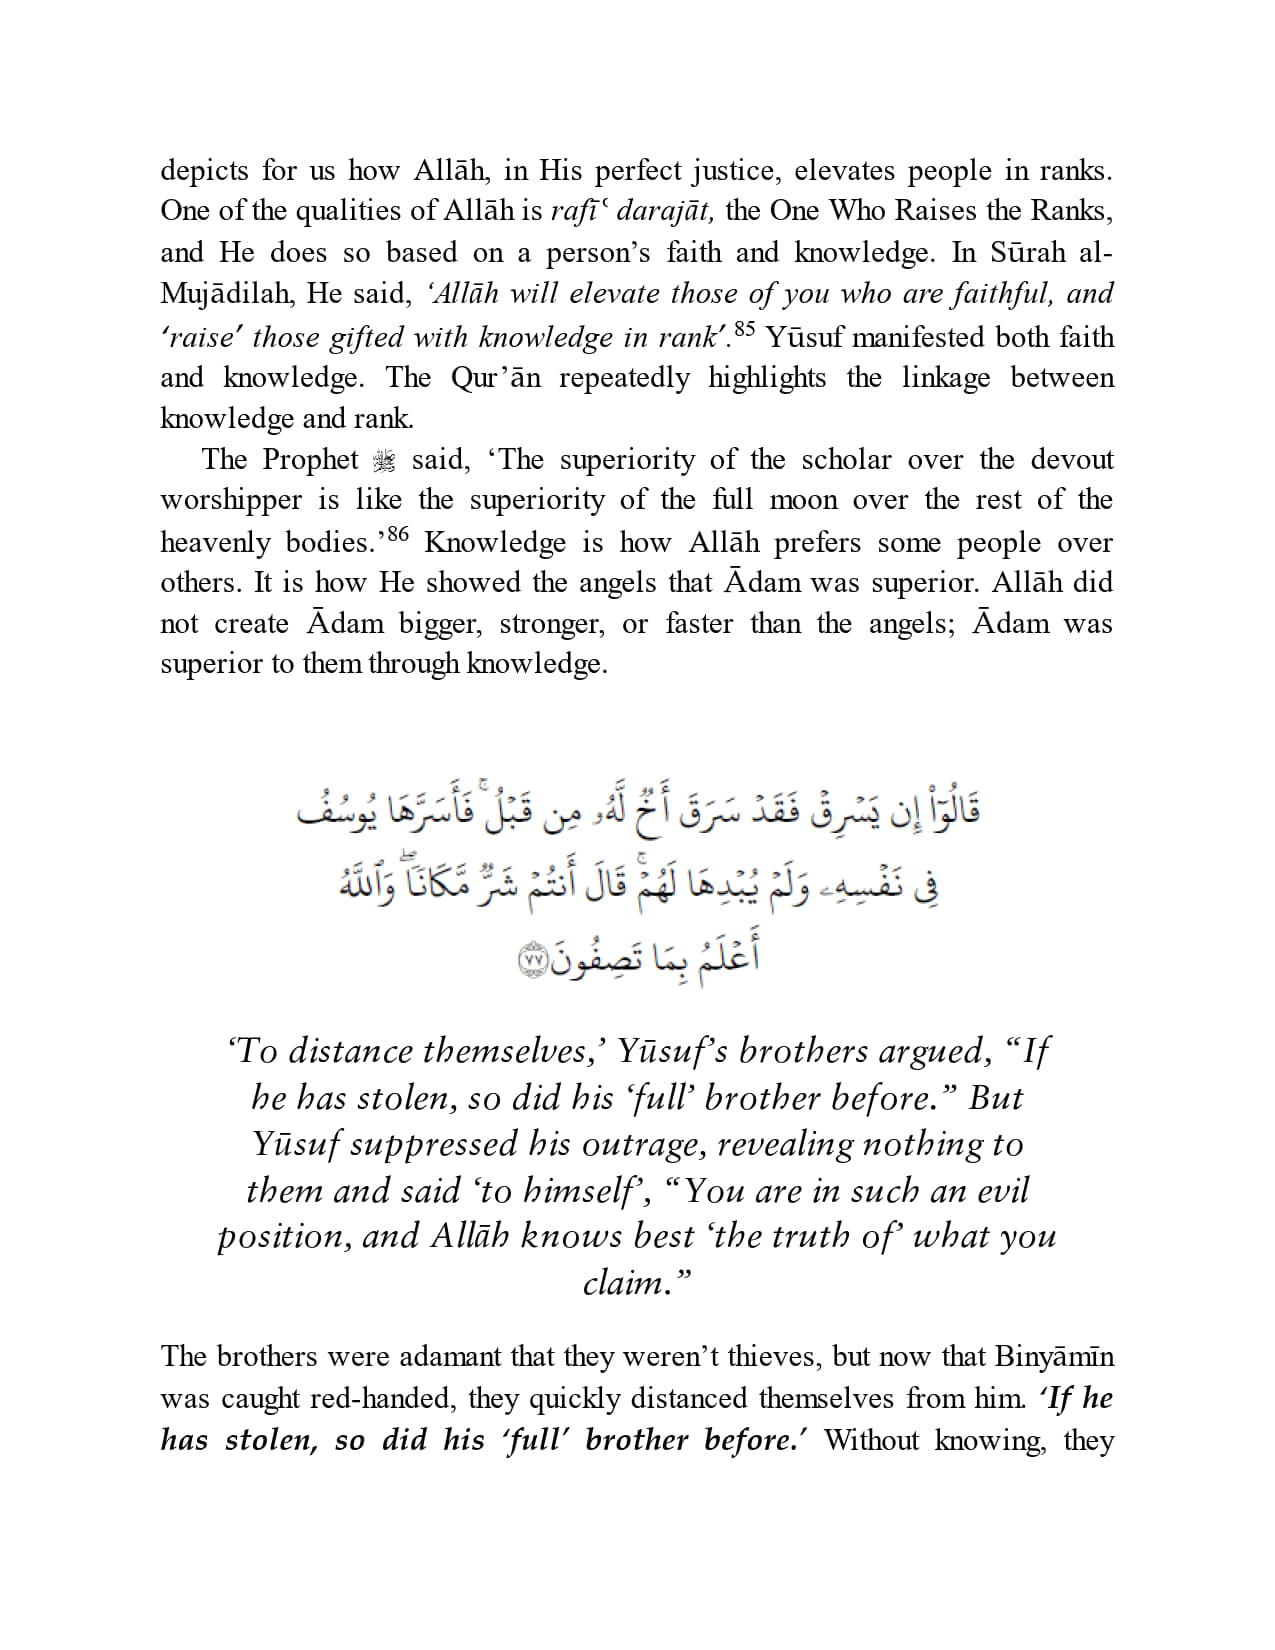 depicts for us how Allāh, in His perfect justice, elevates people in ranks.
One of the qualities of Allāh is rafīʿ darajāt, the One Who Raises the Ranks,
and He does so based on a person’s faith and knowledge. In Sūrah al-
Mujādilah, He said, ‘Allāh will elevate those of you who are faithful, and
‘raise’ those gifted with knowledge in rank’.85 Yūsuf manifested both faith
and knowledge. The Qur’ān repeatedly highlights the linkage between
knowledge and rank.
The Prophet ﷺ said, ‘The superiority of the scholar over the devout
worshipper is like the superiority of the full moon over the rest of the
heavenly bodies.’86 Knowledge is how Allāh prefers some people over
others. It is how He showed the angels that Ādam was superior. Allāh did
not create Ādam bigger, stronger, or faster than the angels; Ādam was
superior to them through knowledge.
قَالُوٓا۟ إِن يَسْرِقْ فَقَدْ سَرَقَ أَخٌ لَّهُۥ مِن قَبْلُ ۚ فَأَسَرَّهَا يُوسُفُ
فِى نَفْسِهِۦ وَلَمْ يُبْدِهَا لَهُمْ ۚ قَالَ أَنتُمْ شَرٌّ مَّكَانًا ۖ وَٱللَّهُ
أَعْلَمُ بِمَا تَصِفُونَ ٧٧
‘To distance themselves,’ Yūsuf’s brothers argued, “If
he has stolen, so did his ‘full’ brother before.” But
Yūsuf suppressed his outrage, revealing nothing to
them and said ‘to himself’, “You are in such an evil
position, and Allāh knows best ‘the truth of’ what you
claim.”
The brothers were adamant that they weren’t thieves, but now that Binyāmīn
was caught red-handed, they quickly distanced themselves from him. ‘If he
has stolen, so did his ‘full’ brother before.’ Without knowing, they